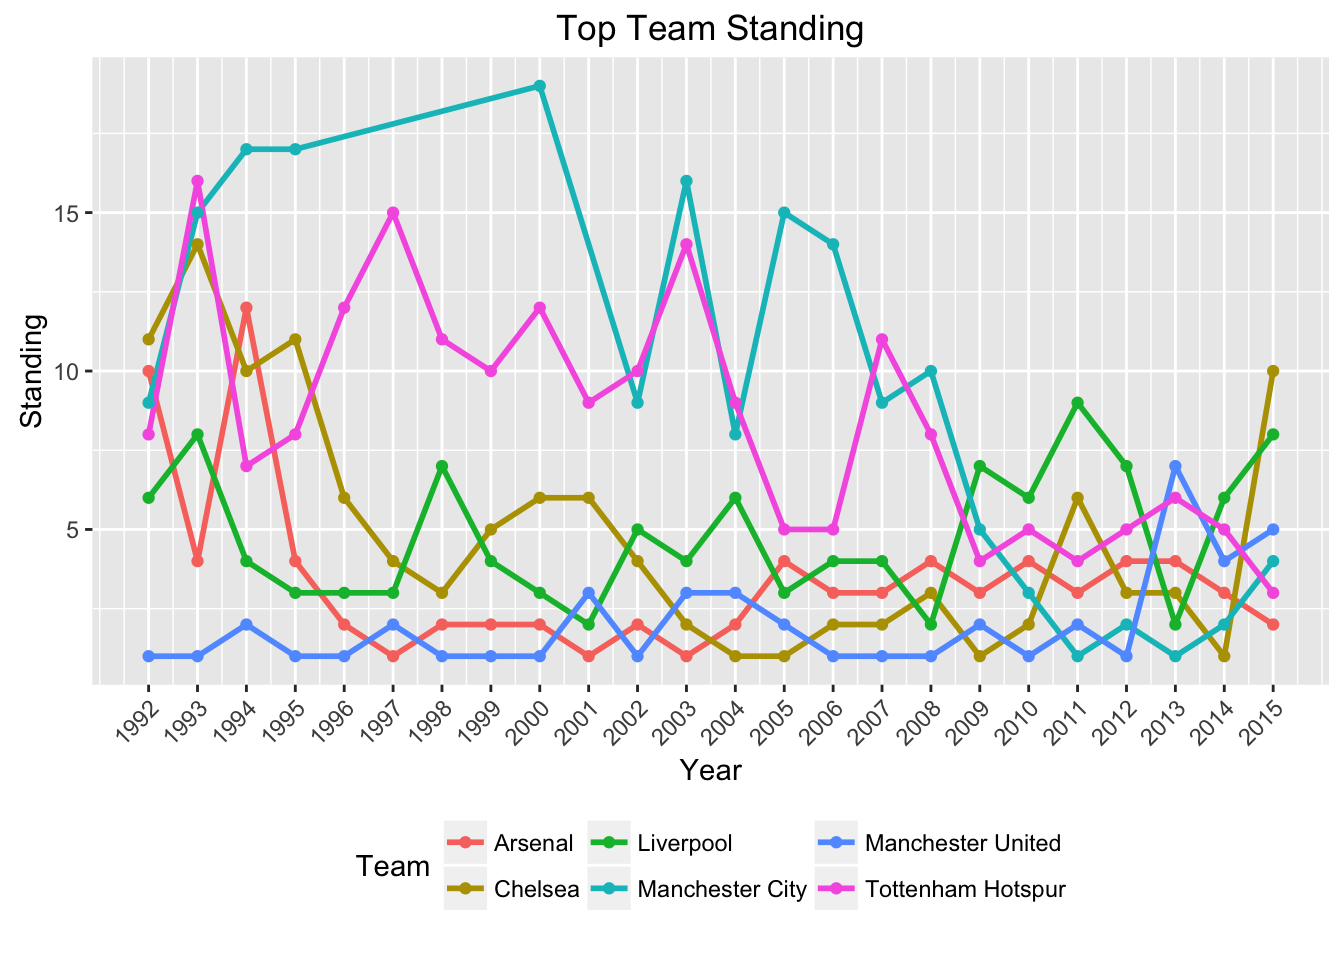 Top Team Standing
Standing
15
10
5
1992 1993 1994 1995 1996 1997 1998 1999 2000 2001 2002 2003 2004 2005 2006 2007 2008 2009 2010 2011 2012 2013 2014 2015
Year
Team
Arsenal Liverpool Manchester United
Chelsea Manchester City Tottenham Hotspur